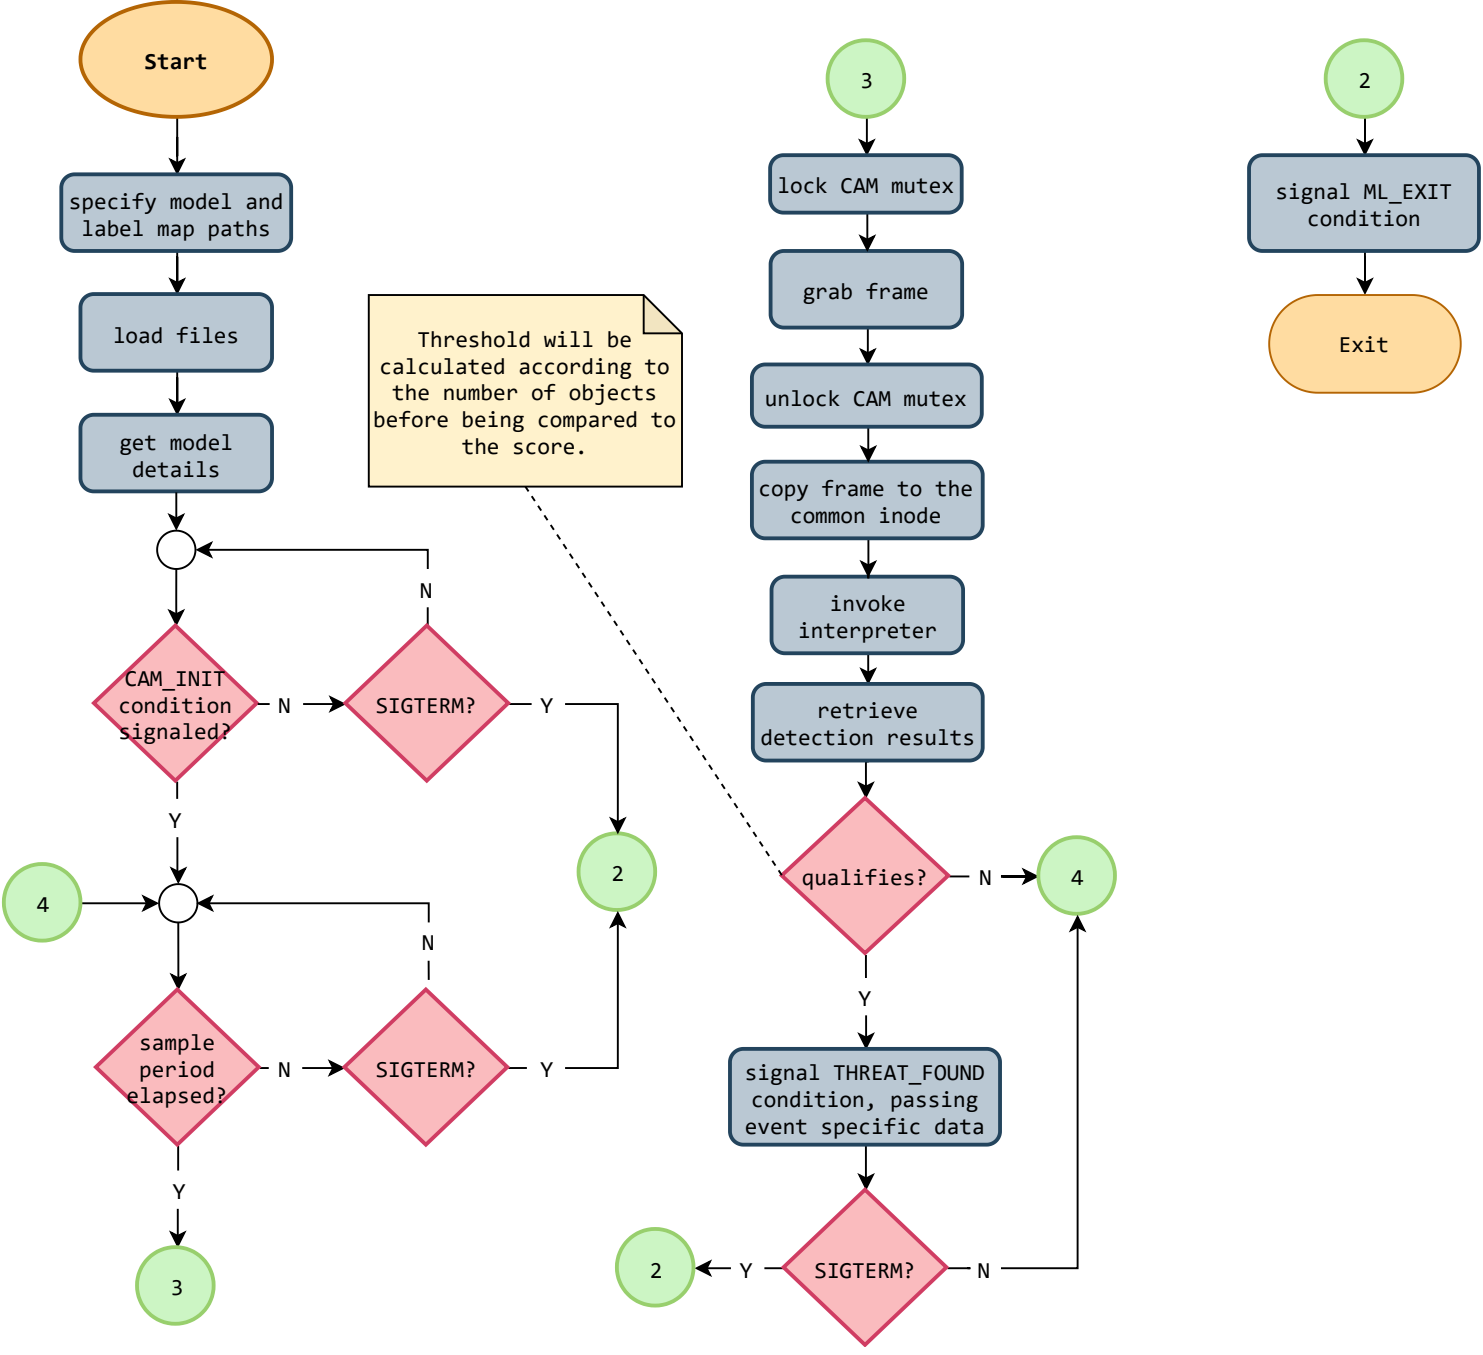 Start
specify model and
label map paths
load files
get model
details
Threshold will be
calculated according to
the number of objects
before being compared to
the score.
N
CAM_INIT
condition
signaled?
N
SIGTERM?
Y
Y
2
4
N
sample
period
elapsed?
N
SIGTERM?
Y
Y
3
3
lock CAM mutex
grab frame
unlock CAM mutex
copy frame to the
common inode
invoke
interpreter
retrieve
detection results
qualifies?
N
4
Y
signal THREAT_FOUND
condition, passing
event specific data
2
Y
SIGTERM?
N
2
signal ML_EXIT
condition
Exit